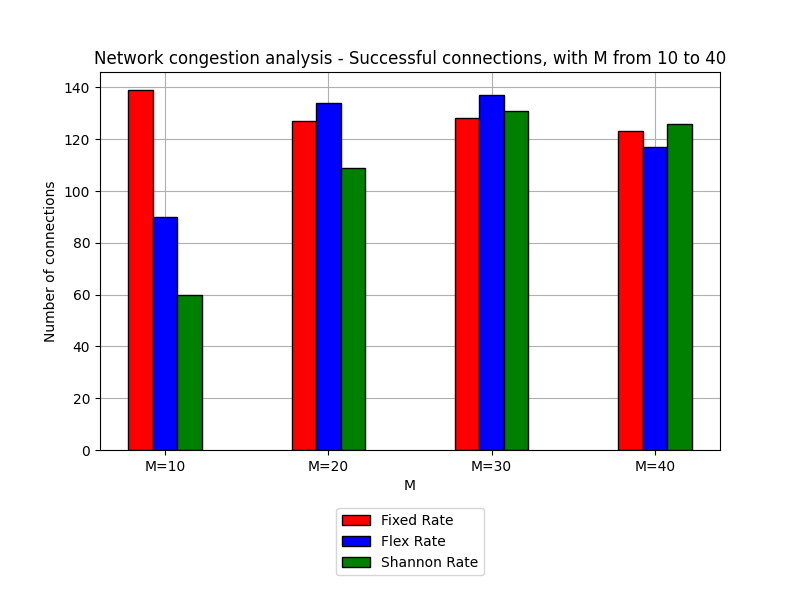 Network congestion analysis - Successful connections, with M from 10 to 40
Number of connections
140
120
100
80
60
40
20
0
M=10 M=20 M=30 M=40
M
Fixed Rate
Flex Rate
Shannon Rate